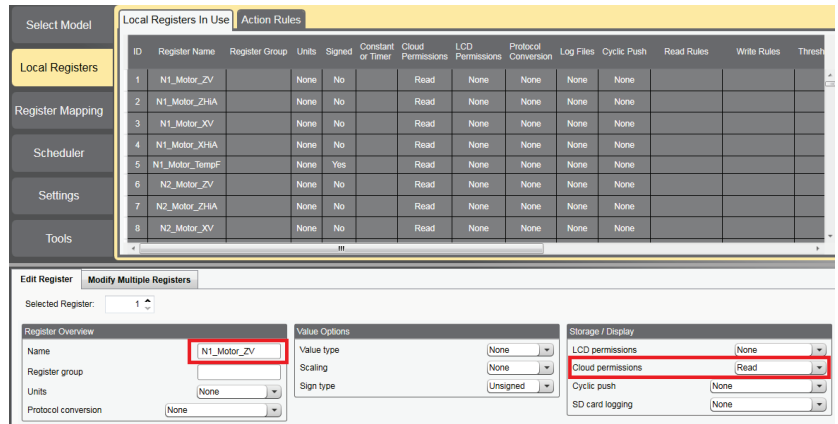 Select Model
Local Registers
Register Mapping
Scheduler
Settings
Tools
Local Registers In Use Action Rules
ID Register Name Register Group Units Signed Constant or Timer Cloud Permissions LCD Permissions Protocol Conversion Log Files Cyclic Push Read Rules Write Rules Thresh
1 N1_Motor_ZV None No Read None None None None
2 N1_Motor_ZHiA None No Read None None None None
3 N1_Motor_XV None No Read None None None None
4 N1_Motor_XHiA None No Read None None None None
5 N1_Motor_TempF None Yes Read None None None None
6 N2_Motor_ZV None No Read None None None None
7 N2_Motor_ZHiA None No Read None None None None
8 N2_Motor_XV None No Read None None None None
Edit Register Modify Multiple Registers
Selected Register: 1
Register Overview
Name N1_Motor_ZV
Register group
Units None
Protocol conversion None
Value Options
Value type None
Scaling None
Sign type Unsigned
Storage / Display
LCD permissions None
Cloud permissions Read
Cyclic push None
SD card logging None